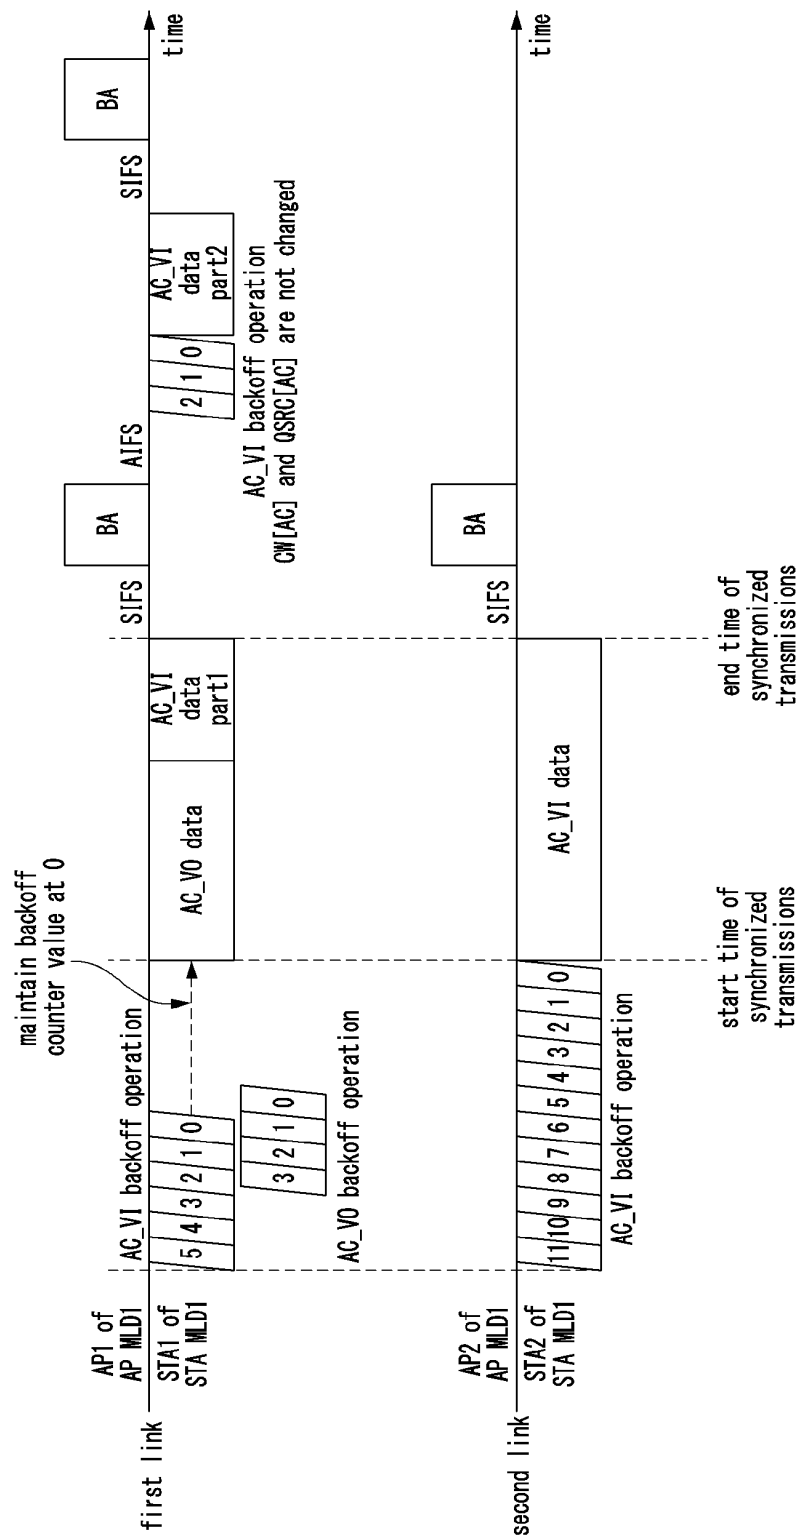 first link
AP1 of
AP MLD1
STA1 of
STA MLD1
AC_VI backoff operation
5 4 3 2 1 0
3 2 1 0
AC_VO backoff operation
maintain backoff
counter value at 0
AC_VO data
AC_VI
data
part1
SIFS
BA
AIFS
2 1 0
AC_VI
data
part2
AC_VI backoff operation
CW[AC] and QSRC[AC] are not changed
SIFS
BA
time
second link
AP2 of
AP MLD1
STA2 of
STA MLD1
11 10 9 8 7 6 5 4 3 2 1 0
AC_VI backoff operation
AC_VI data
SIFS
BA
time
start time of
synchronized
transmissions
end time of
synchronized
transmissions